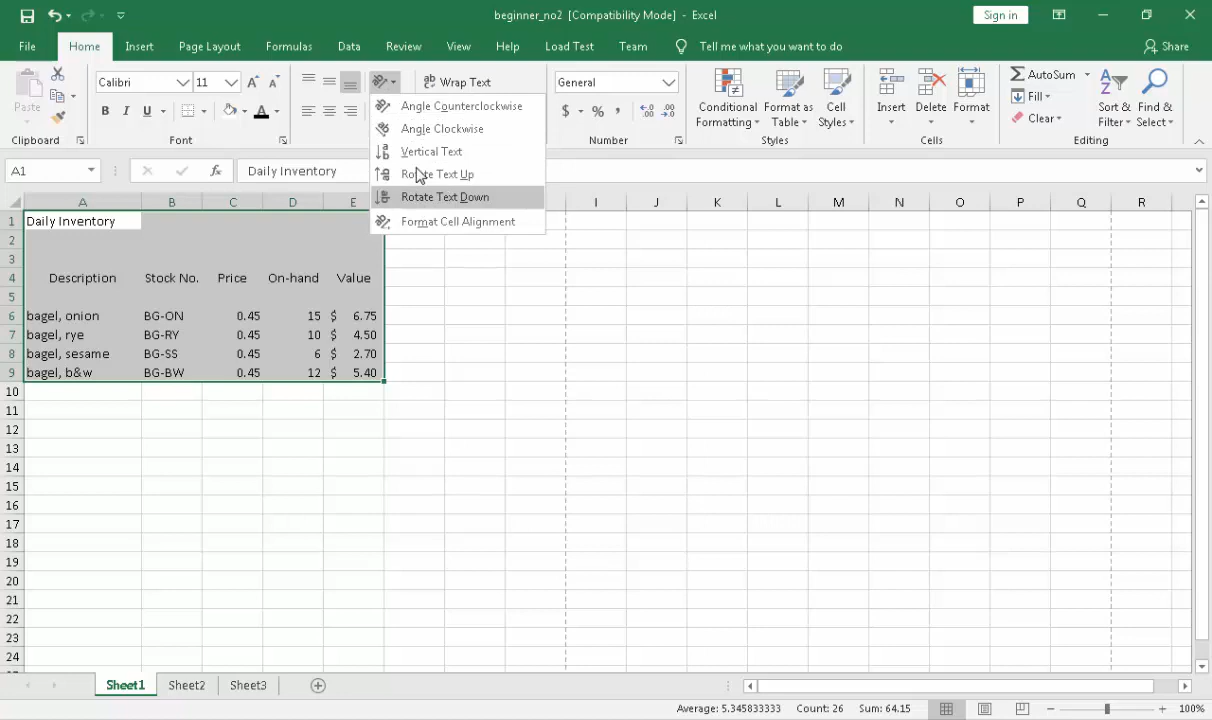 beginner_no2 [Compatibility Mode] - Excel
Sign in
File Home Insert Page Layout Formulas Data Review View Help Load Test Team Tell me what you want to do Share
Paste
Clipboard
Calibri 11
B I U A
Font
Wrap Text
Angle Counterclockwise
Angle Clockwise
Vertical Text
Rotate Text Up
Rotate Text Down
Format Cell Alignment
General
$ % ,
Number
Conditional Formatting
Format as Table
Cell Styles
Styles
Insert Delete Format
Cells
AutoSum
Fill
Clear
Sort & Filter
Find & Select
Editing
A1 fx Daily Inventory
A B C D E I J K L M N O P Q R
1 Daily Inventory
2
3
4 Description Stock No. Price On-hand Value
5
6 bagel, onion BG-ON 0.45 15 $ 6.75
7 bagel, rye BG-RY 0.45 10 $ 4.50
8 bagel, sesame BG-SS 0.45 6 $ 2.70
9 bagel, b&w BG-BW 0.45 12 $ 5.40
10
11
12
13
14
15
16
17
18
19
20
21
22
23
24
Sheet1 Sheet2 Sheet3
Average: 5.345833333 Count: 26 Sum: 64.15 100%